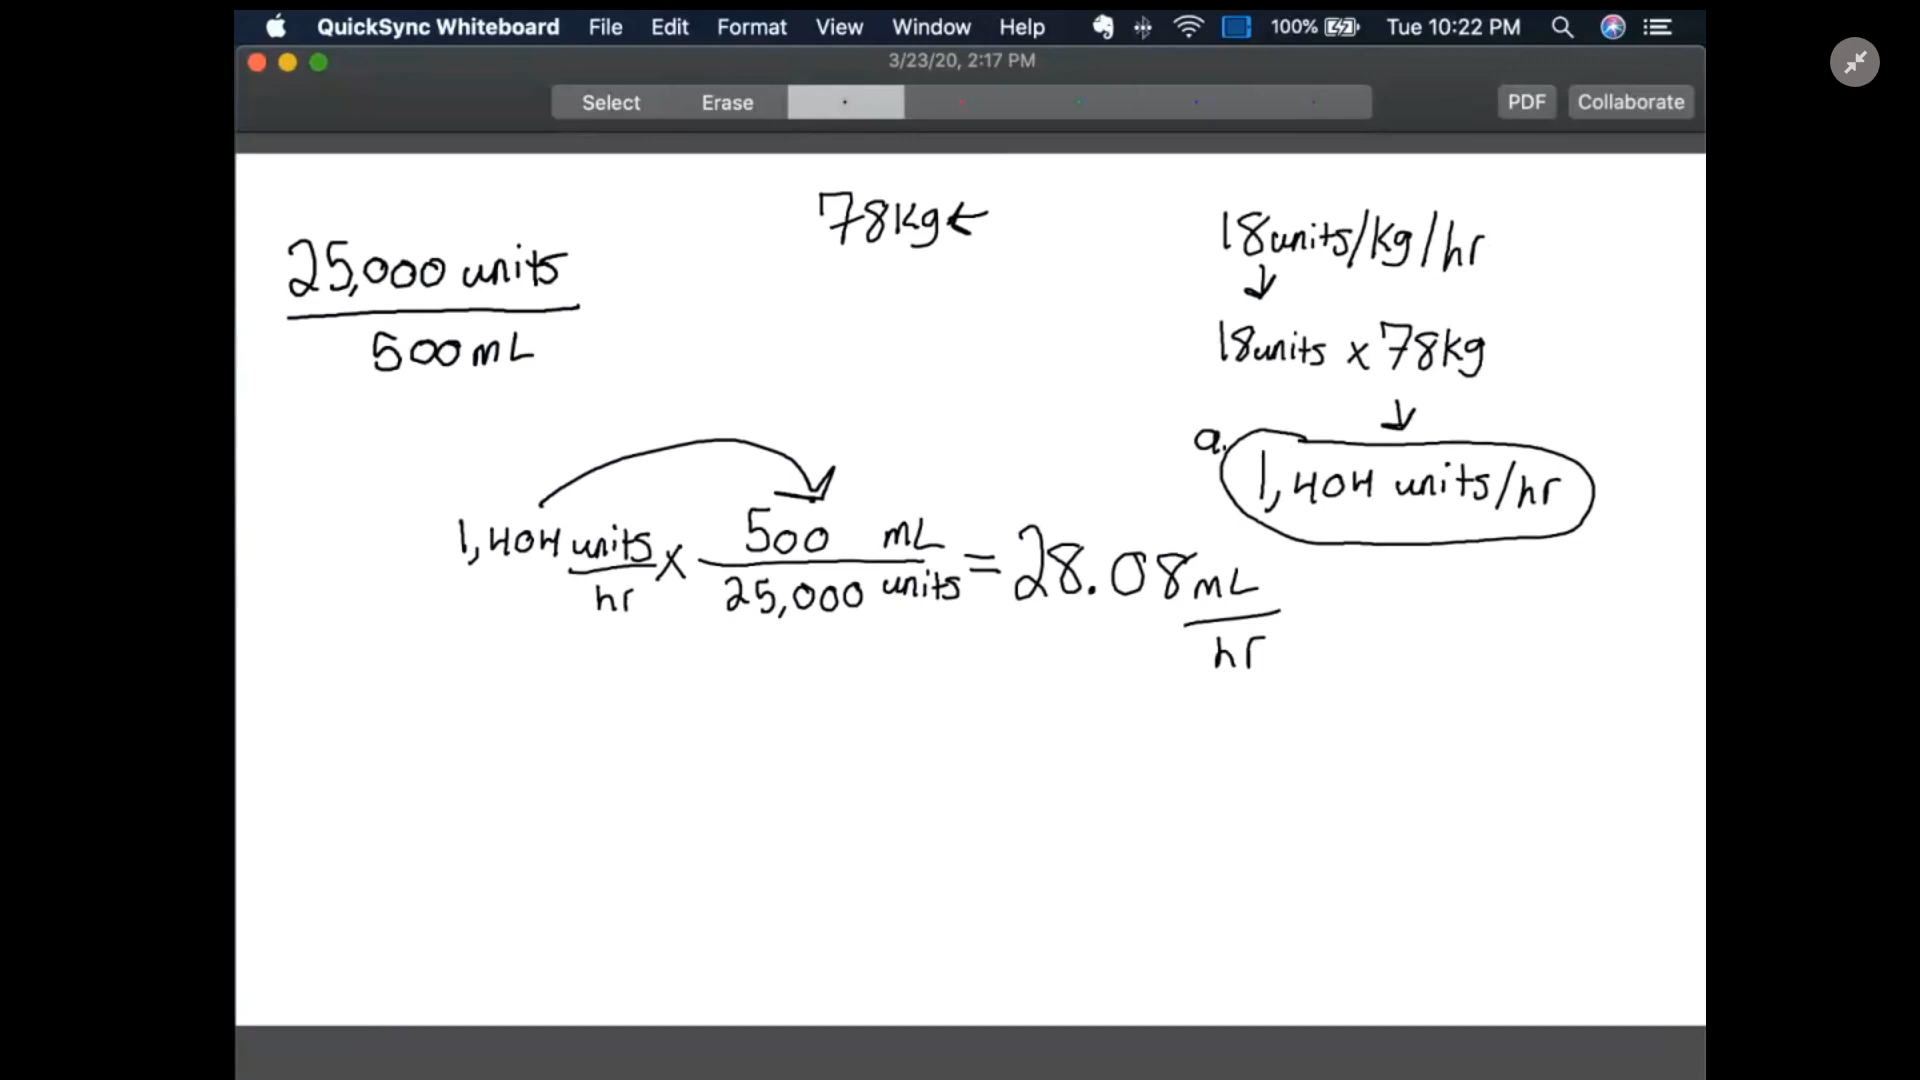 QuickSync Whiteboard File Edit Format View Window Help 100% Tue 10:22 PM
3/23/20, 2:17 PM
Select Erase PDF Collaborate
78kg←
25,000 units
500mL
18units/kg/hr
↓
18units x 78kg
↓
a. 1,404 units/hr
1,404 units/hr x 500 mL/25,000 units = 28.08 mL/hr